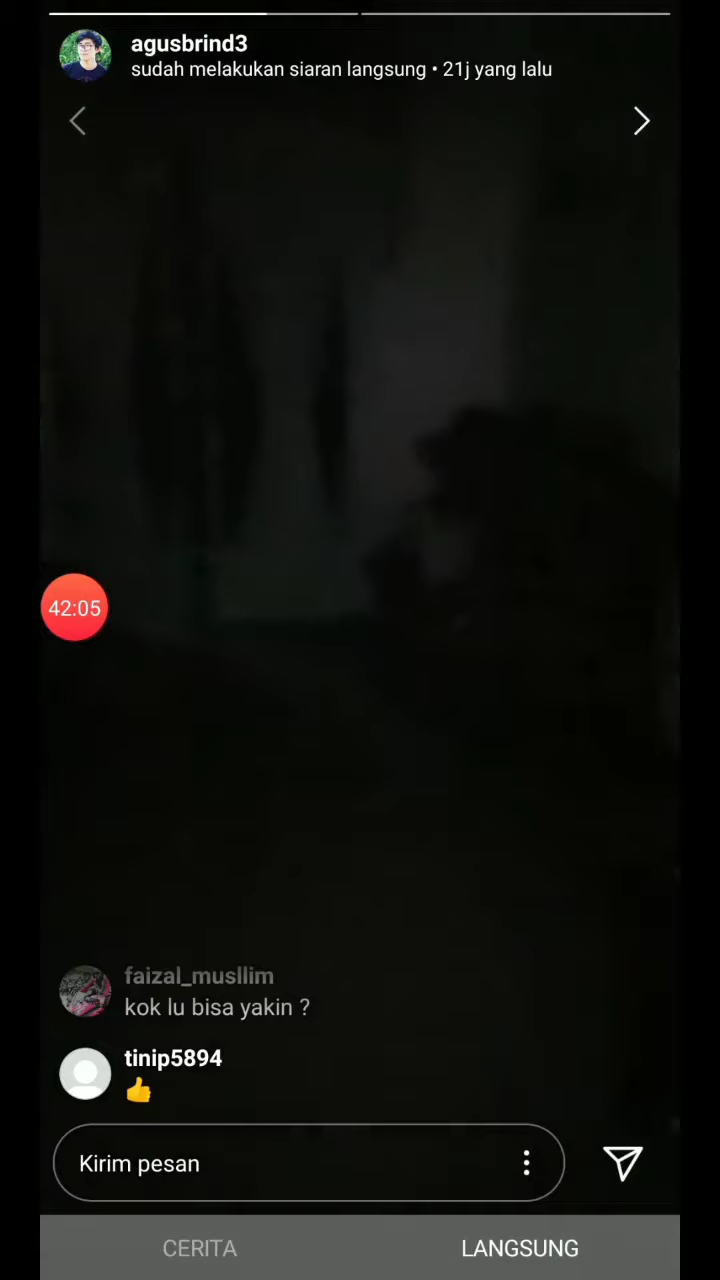 agusbrind3
sudah melakukan siaran langsung • 21j yang lalu
42:05
faizal_musllim
kok lu bisa yakin ?
tinip5894
👍
Kirim pesan
CERITA
LANGSUNG